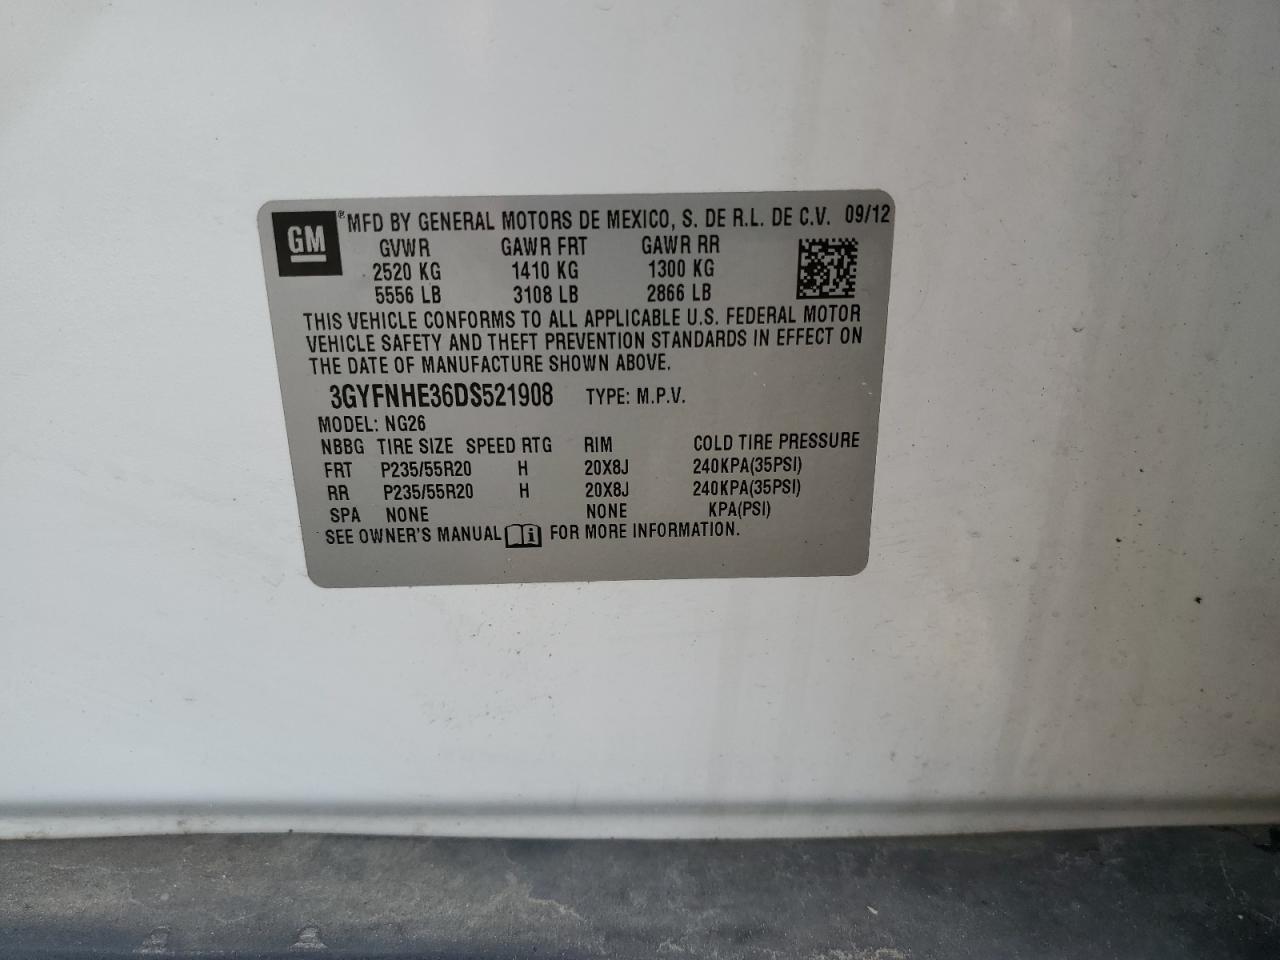 GM ® MFD BY GENERAL MOTORS DE MEXICO, S. DE R.L. DE C.V. 09/12
GVWR GAWR FRT GAWR RR
2520 KG 1410 KG 1300 KG
5556 LB 3108 LB 2866 LB
THIS VEHICLE CONFORMS TO ALL APPLICABLE U.S. FEDERAL MOTOR
VEHICLE SAFETY AND THEFT PREVENTION STANDARDS IN EFFECT ON
THE DATE OF MANUFACTURE SHOWN ABOVE.
3GYFNHE36DS521908 TYPE: M.P.V.
MODEL: NG26
NBBG TIRE SIZE SPEED RTG RIM COLD TIRE PRESSURE
FRT P235/55R20 H 20X8J 240KPA(35PSI)
RR P235/55R20 H 20X8J 240KPA(35PSI)
SPA NONE NONE KPA(PSI)
SEE OWNER'S MANUAL i FOR MORE INFORMATION.